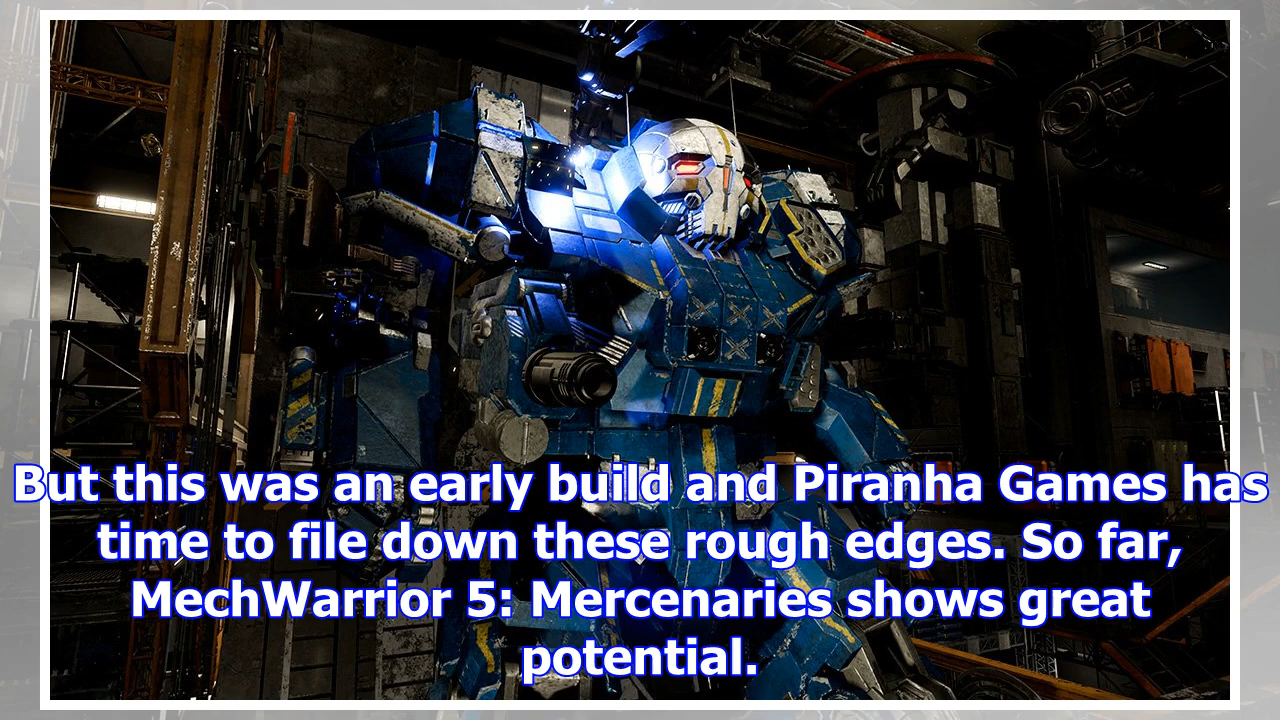 But this was an early build and Piranha Games has
time to file down these rough edges. So far,
MechWarrior 5: Mercenaries shows great
potential.